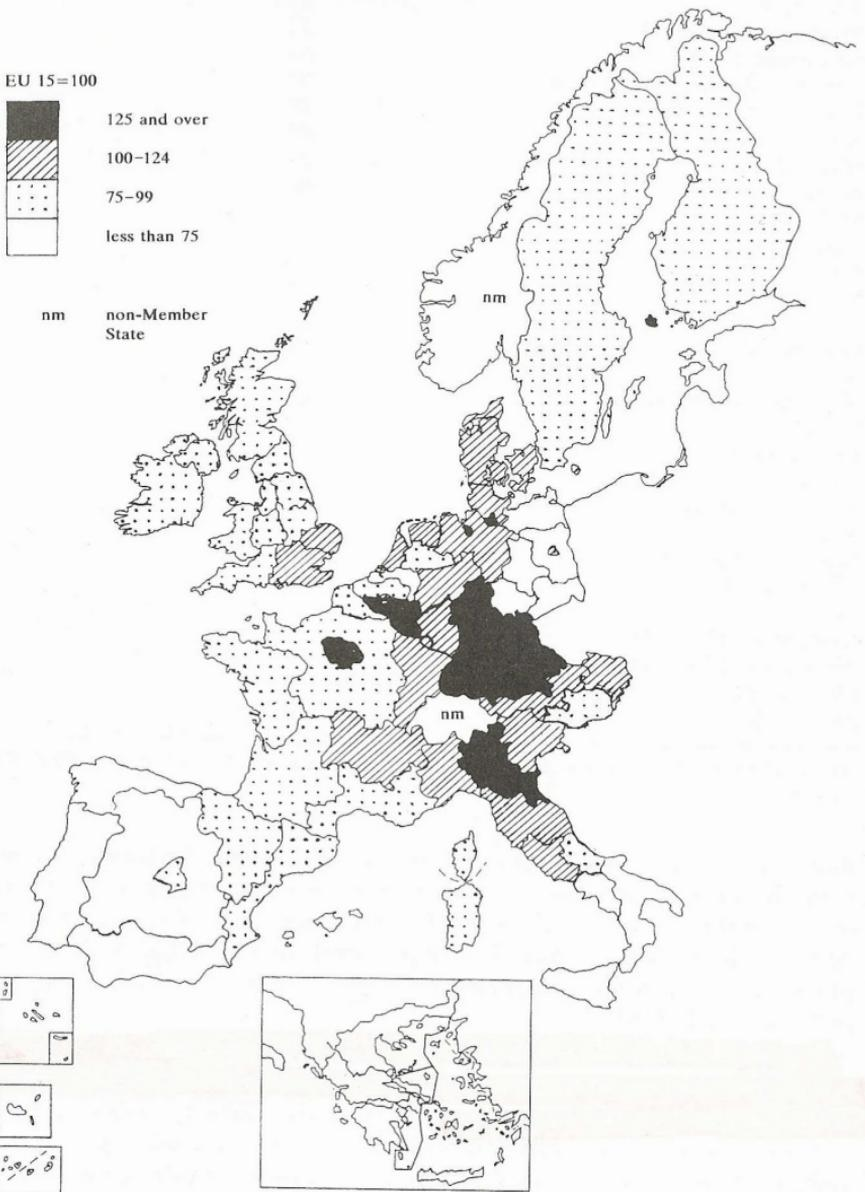 EU 15=100
125 and over
100–124
75–99
less than 75
nm non-Member
State
nm
nm